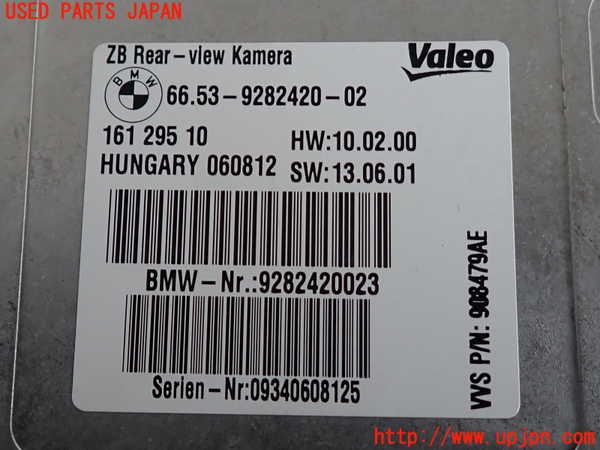 USED PARTS JAPAN
ZB Rear-view Kamera
Valeo
BMW
66.53-9282420-02
161 295 10
HW:10.02.00
HUNGARY 060812
SW:13.06.01
BMW-Nr.:9282420023
Serien-Nr:09340608125
VVS P/N: 908479AE
http://www.upjpn.com/